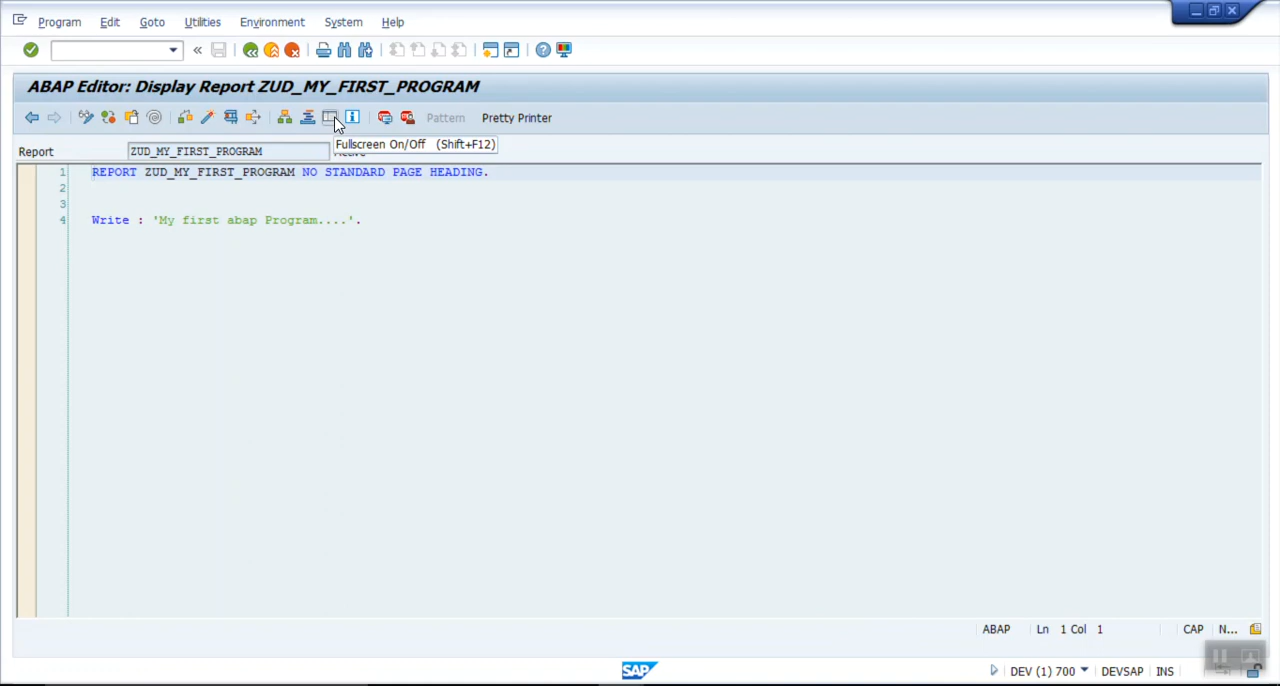 Program Edit Goto Utilities Environment System Help
«
ABAP Editor: Display Report ZUD_MY_FIRST_PROGRAM
Pattern Pretty Printer
Fullscreen On/Off (Shift+F12)
Report ZUD_MY_FIRST_PROGRAM Active
1 REPORT ZUD_MY_FIRST_PROGRAM NO STANDARD PAGE HEADING.
2
3
4 Write : 'My first abap Program....'.
ABAP Ln 1 Col 1 CAP N...
SAP DEV (1) 700 DEVSAP INS